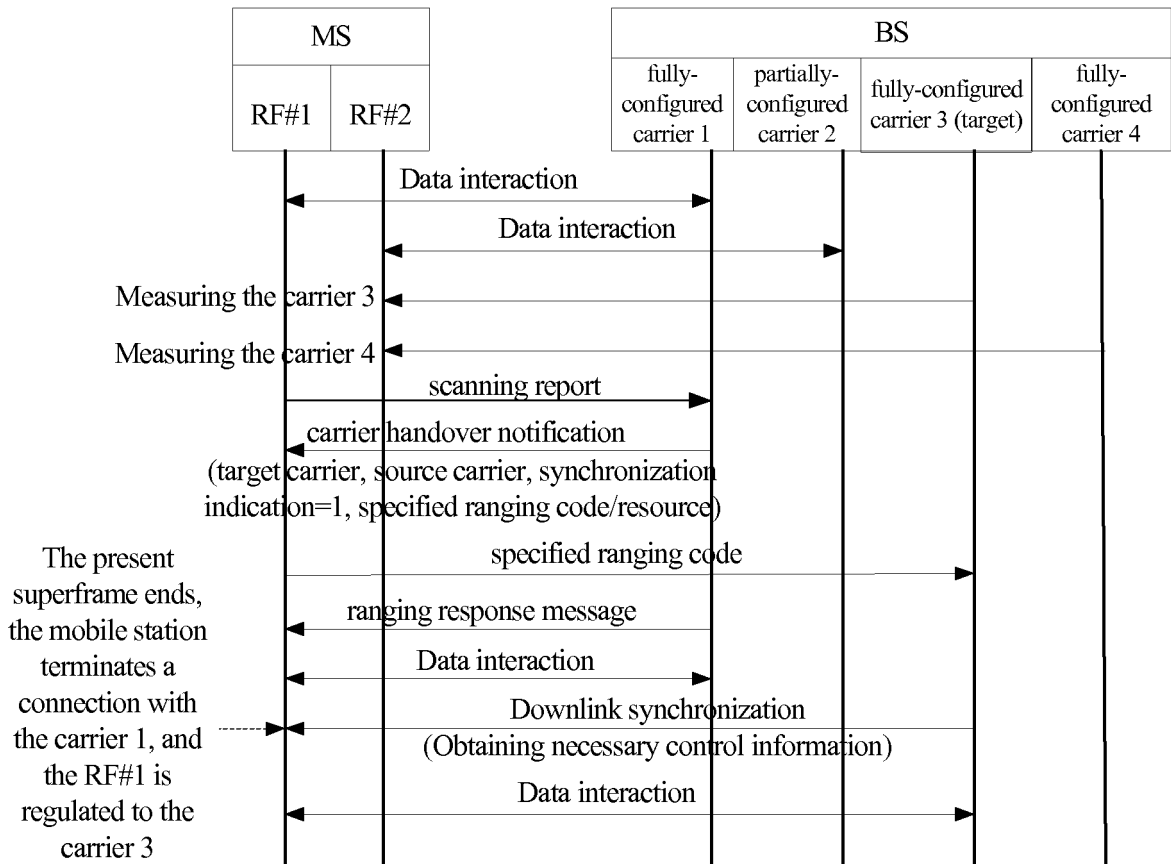 MS
BS
RF#1
RF#2
fully-
configured
carrier 1
partially-
configured
carrier 2
fully-configured
carrier 3 (target)
fully-
configured
carrier 4
Data interaction
Data interaction
Measuring the carrier 3
Measuring the carrier 4
scanning report
carrier handover notification
(target carrier, source carrier, synchronization
indication=1, specified ranging code/resource)
specified ranging code
ranging response message
Data interaction
The present
superframe ends,
the mobile station
terminates a
connection with
the carrier 1, and
the RF#1 is
regulated to the
carrier 3
Downlink synchronization
(Obtaining necessary control information)
Data interaction